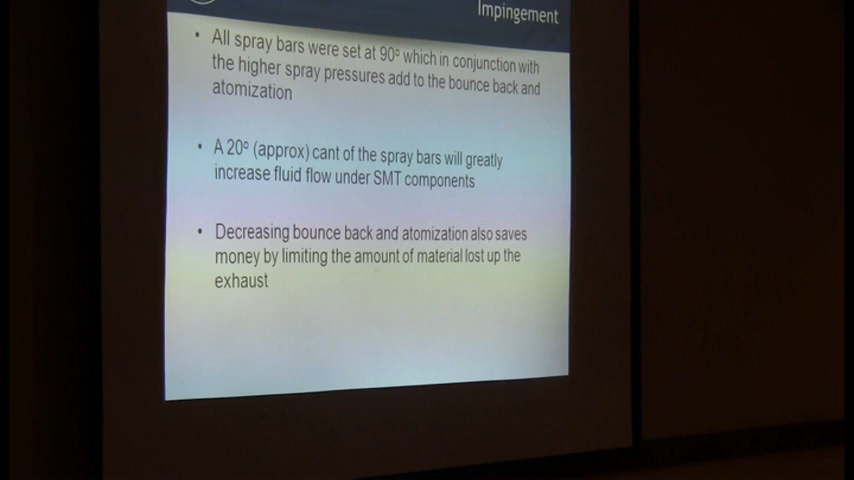 Impingement
• All spray bars were set at 90º which in conjunction with
the higher spray pressures add to the bounce back and
atomization
• A 20º (approx) cant of the spray bars will greatly
increase fluid flow under SMT components
• Decreasing bounce back and atomization also saves
money by limiting the amount of material lost up the
exhaust